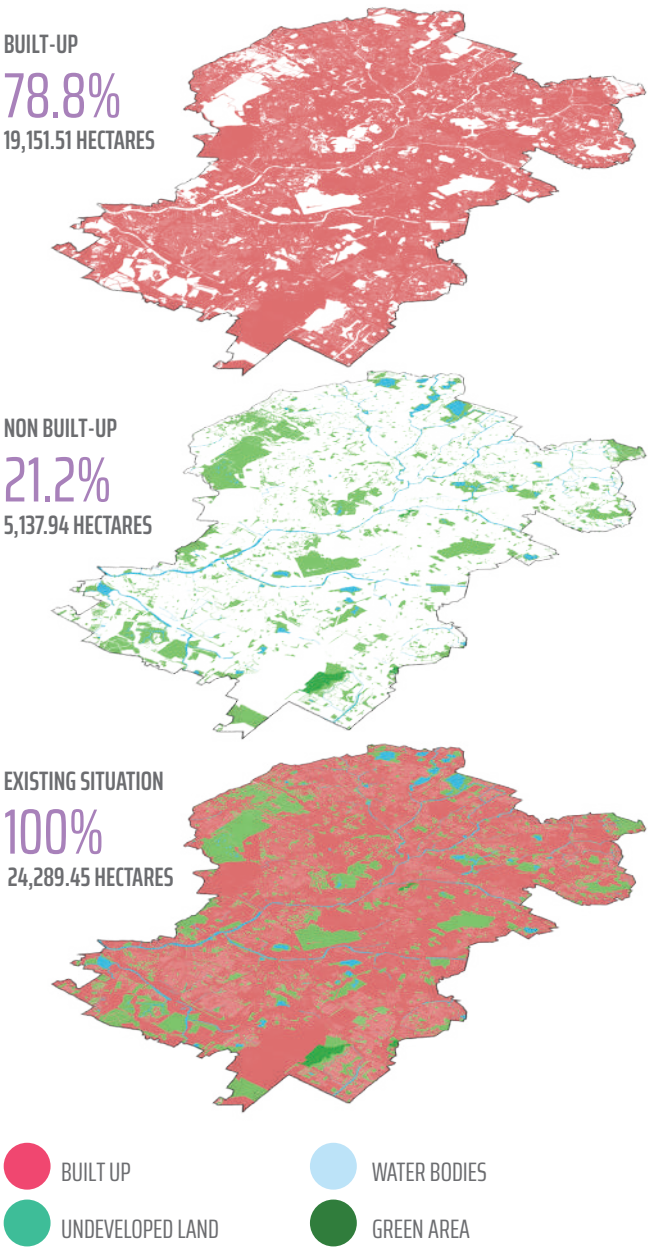 BUILT-UP
78.8%
19,151.51 HECTARES
NON BUILT-UP
21.2%
5,137.94 HECTARES
EXISTING SITUATION
100%
24,289.45 HECTARES
BUILT UP
WATER BODIES
UNDEVELOPED LAND
GREEN AREA